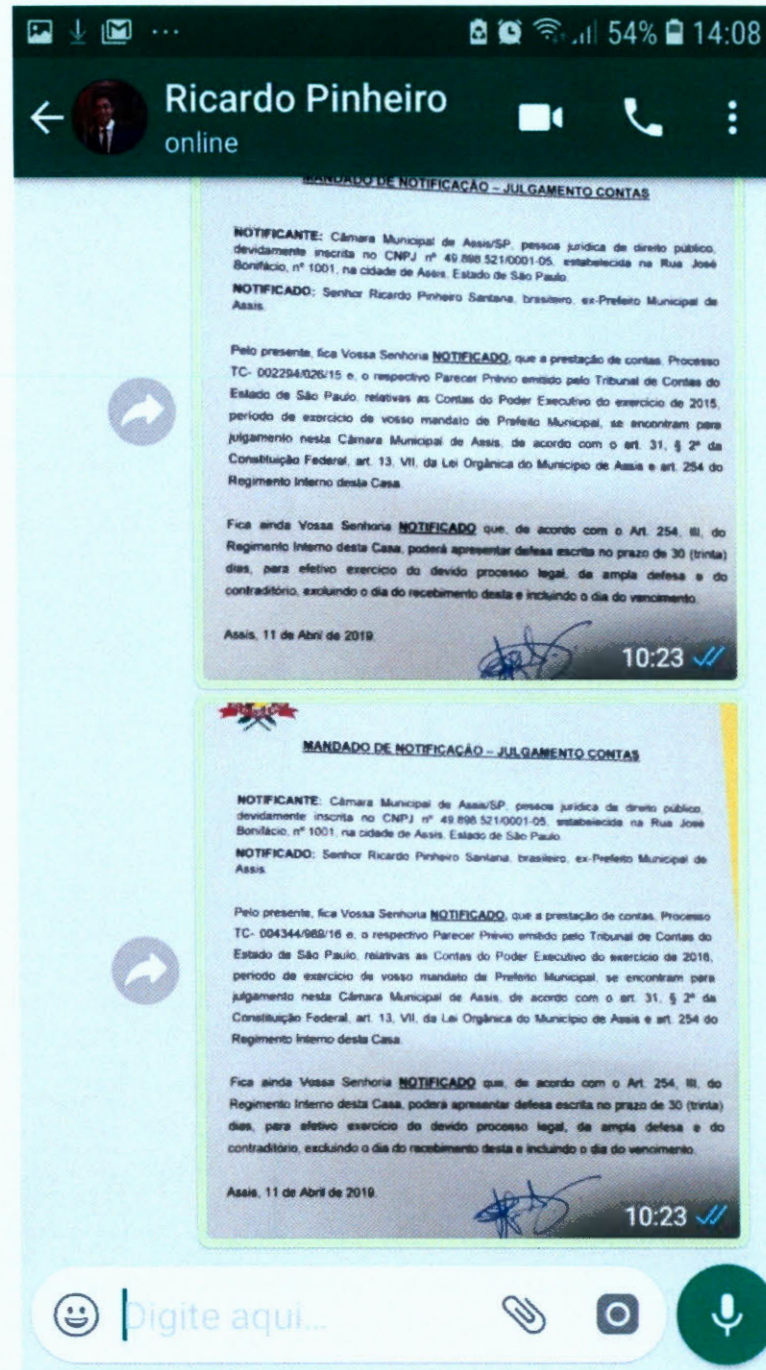 54% 14:08
Ricardo Pinheiro
online
MANDADO DE NOTIFICAÇÃO – JULGAMENTO CONTAS
NOTIFICANTE: Câmara Municipal de Assis/SP, pessoa jurídica de direito público,
devidamente inscrita no CNPJ nº 49.898.521/0001-05, estabelecida na Rua José
Bonifácio, nº 1001, na cidade de Assis, Estado de São Paulo.
NOTIFICADO: Senhor Ricardo Pinheiro Santana, brasileiro, ex-Prefeito Municipal de
Assis.
Pelo presente, fica Vossa Senhoria NOTIFICADO, que a prestação de contas, Processo
TC- 002294/026/15 e, o respectivo Parecer Prévio emitido pelo Tribunal de Contas do
Estado de São Paulo, relativas as Contas do Poder Executivo do exercício de 2015,
período de exercício de vosso mandato de Prefeito Municipal, se encontram para
julgamento nesta Câmara Municipal de Assis, de acordo com o art. 31, § 2º da
Constituição Federal, art. 13, VII, da Lei Orgânica do Município de Assis e art. 254 do
Regimento Interno desta Casa.
Fica ainda Vossa Senhoria NOTIFICADO que, de acordo com o Art. 254, III, do
Regimento Interno desta Casa, poderá apresentar defesa escrita no prazo de 30 (trinta)
dias, para efetivo exercício do devido processo legal, da ampla defesa e do
contraditório, excluindo o dia do recebimento desta e incluindo o dia do vencimento.
Assis, 11 de Abril de 2019.
10:23
MANDADO DE NOTIFICAÇÃO – JULGAMENTO CONTAS
NOTIFICANTE: Câmara Municipal de Assis/SP, pessoa jurídica de direito público,
devidamente inscrita no CNPJ nº 49.898.521/0001-05, estabelecida na Rua José
Bonifácio, nº 1001, na cidade de Assis, Estado de São Paulo.
NOTIFICADO: Senhor Ricardo Pinheiro Santana, brasileiro, ex-Prefeito Municipal de
Assis.
Pelo presente, fica Vossa Senhoria NOTIFICADO, que a prestação de contas, Processo
TC- 004344/989/16 e, o respectivo Parecer Prévio emitido pelo Tribunal de Contas do
Estado de São Paulo, relativas as Contas do Poder Executivo do exercício de 2016,
período de exercício de vosso mandato de Prefeito Municipal, se encontram para
julgamento nesta Câmara Municipal de Assis, de acordo com o art. 31, § 2º da
Constituição Federal, art. 13, VII, da Lei Orgânica do Município de Assis e art. 254 do
Regimento Interno desta Casa.
Fica ainda Vossa Senhoria NOTIFICADO que, de acordo com o Art. 254, III, do
Regimento Interno desta Casa, poderá apresentar defesa escrita no prazo de 30 (trinta)
dias, para efetivo exercício do devido processo legal, da ampla defesa e do
contraditório, excluindo o dia do recebimento desta e incluindo o dia do vencimento.
Assis, 11 de Abril de 2019.
10:23
Digite aqui...